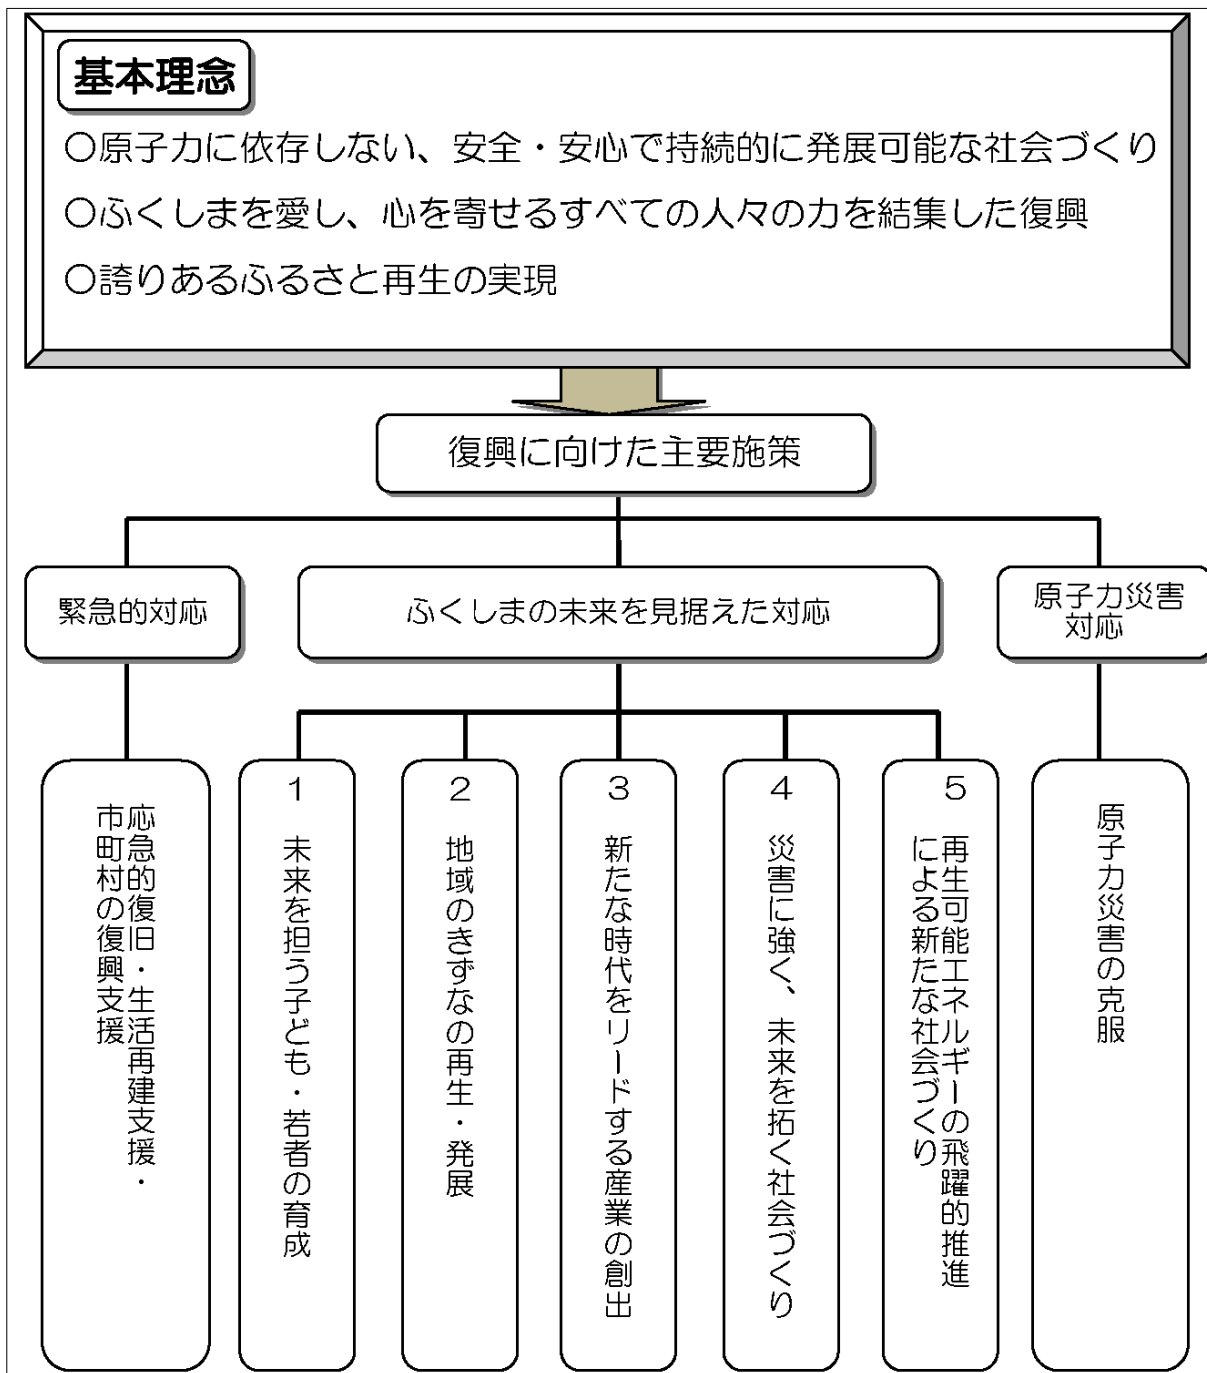 基本理念
○原子力に依存しない、安全・安心で持続的に発展可能な社会づくり
○ふくしまを愛し、心を寄せるすべての人々の力を結集した復興
○誇りあるふるさと再生の実現
復興に向けた主要施策
緊急的対応
ふくしまの未来を見据えた対応
原子力災害
対応
応急的復旧・生活再建支援・
市町村の復興支援
1 未来を担う子ども・若者の育成
2 地域のきずなの再生・発展
3 新たな時代をリードする産業の創出
4 災害に強く、未来を拓く社会づくり
5 再生可能エネルギーの飛躍的推進
による新たな社会づくり
原子力災害の克服